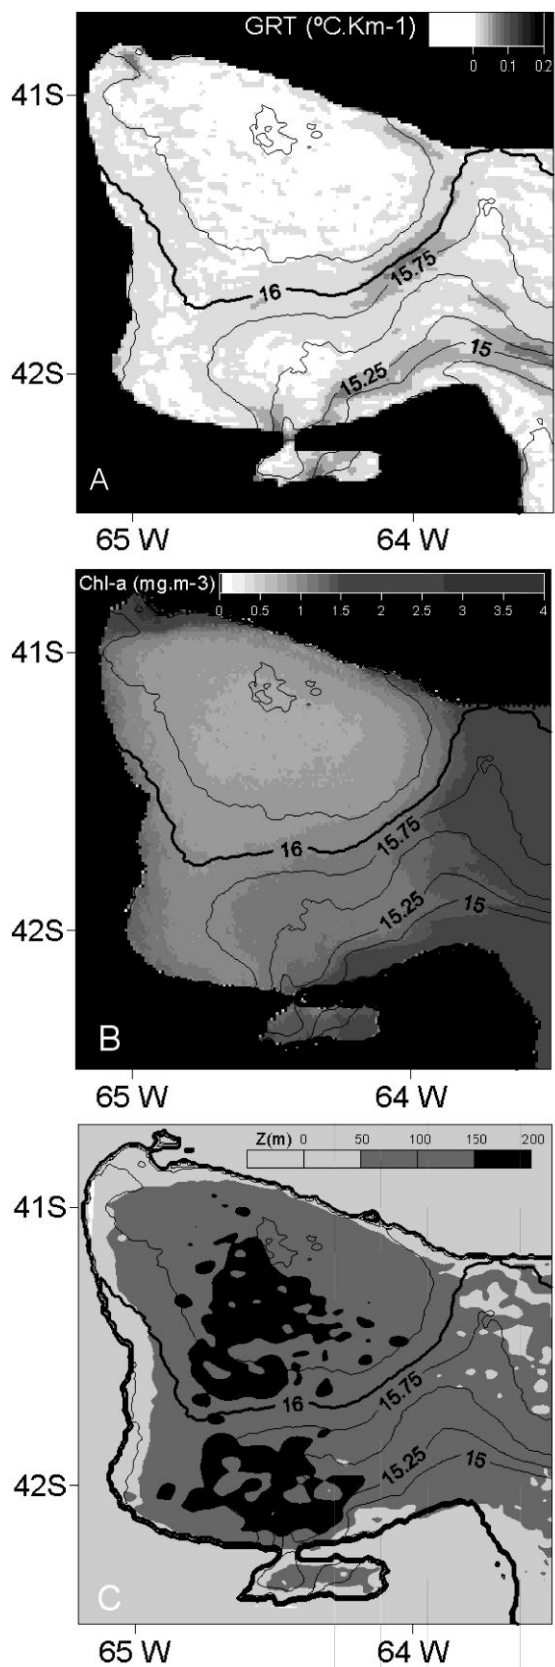 GRT (ºC.Km-1)
0 0.1 0.2
41S
16
15.75
15
42S
15.25
A
65 W 64 W
Chl-a (mg.m-3)
0 0.5 1 1.5 2 2.5 3 3.5 4
41S
16
15.75
15.25
15
42S
B
65 W 64 W
Z(m) 0 50 100 150 200
41S
16
15.75
15.25
15
42S
C
65 W 64 W